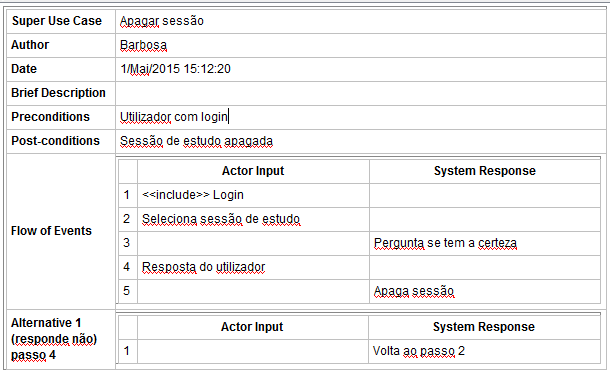 Super Use Case Apagar sessão
Author Barbosa
Date 1/Mai/2015 15:12:20
Brief Description
Preconditions Utilizador com login
Post-conditions Sessão de estudo apagada
Flow of Events
Actor Input System Response
1 <<include>> Login
2 Seleciona sessão de estudo
3 Pergunta se tem a certeza
4 Resposta do utilizador
5 Apaga sessão
Alternative 1
(responde não)
passo 4
Actor Input System Response
1 Volta ao passo 2